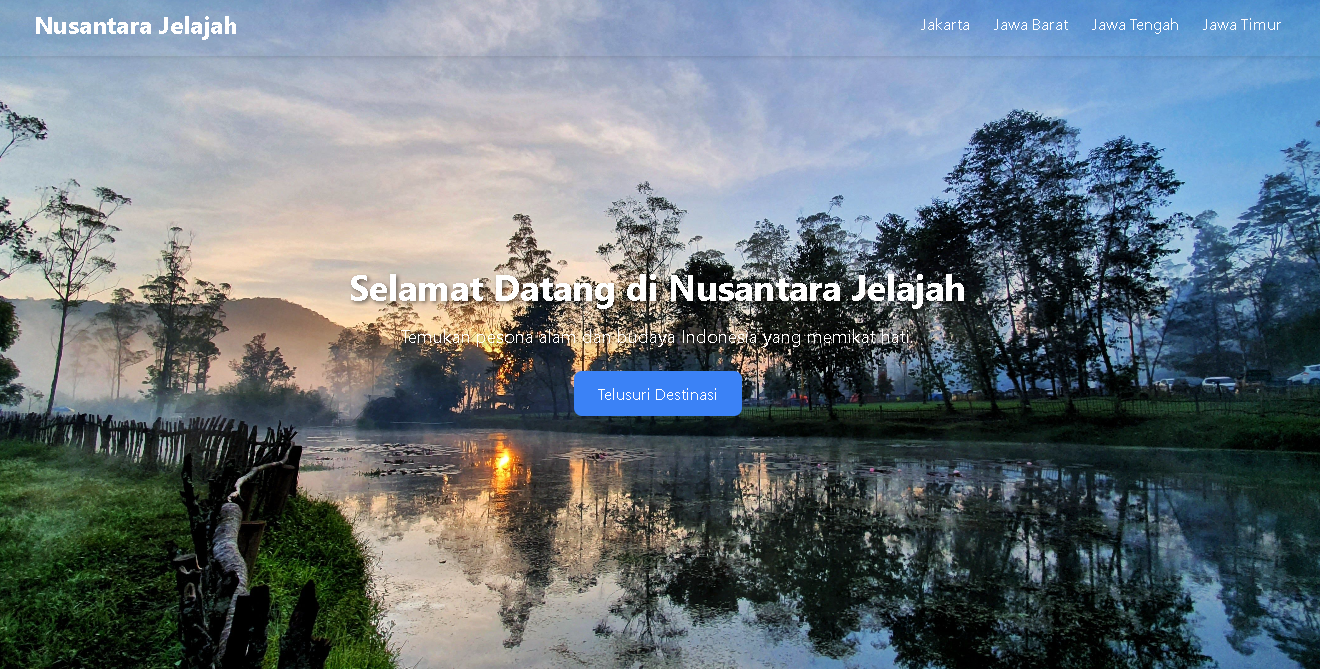 Nusantara Jelajah
Jakarta Jawa Barat Jawa Tengah Jawa Timur
Selamat Datang di Nusantara Jelajah
Temukan pesona alam dan budaya Indonesia yang memikat hati.
Telusuri Destinasi